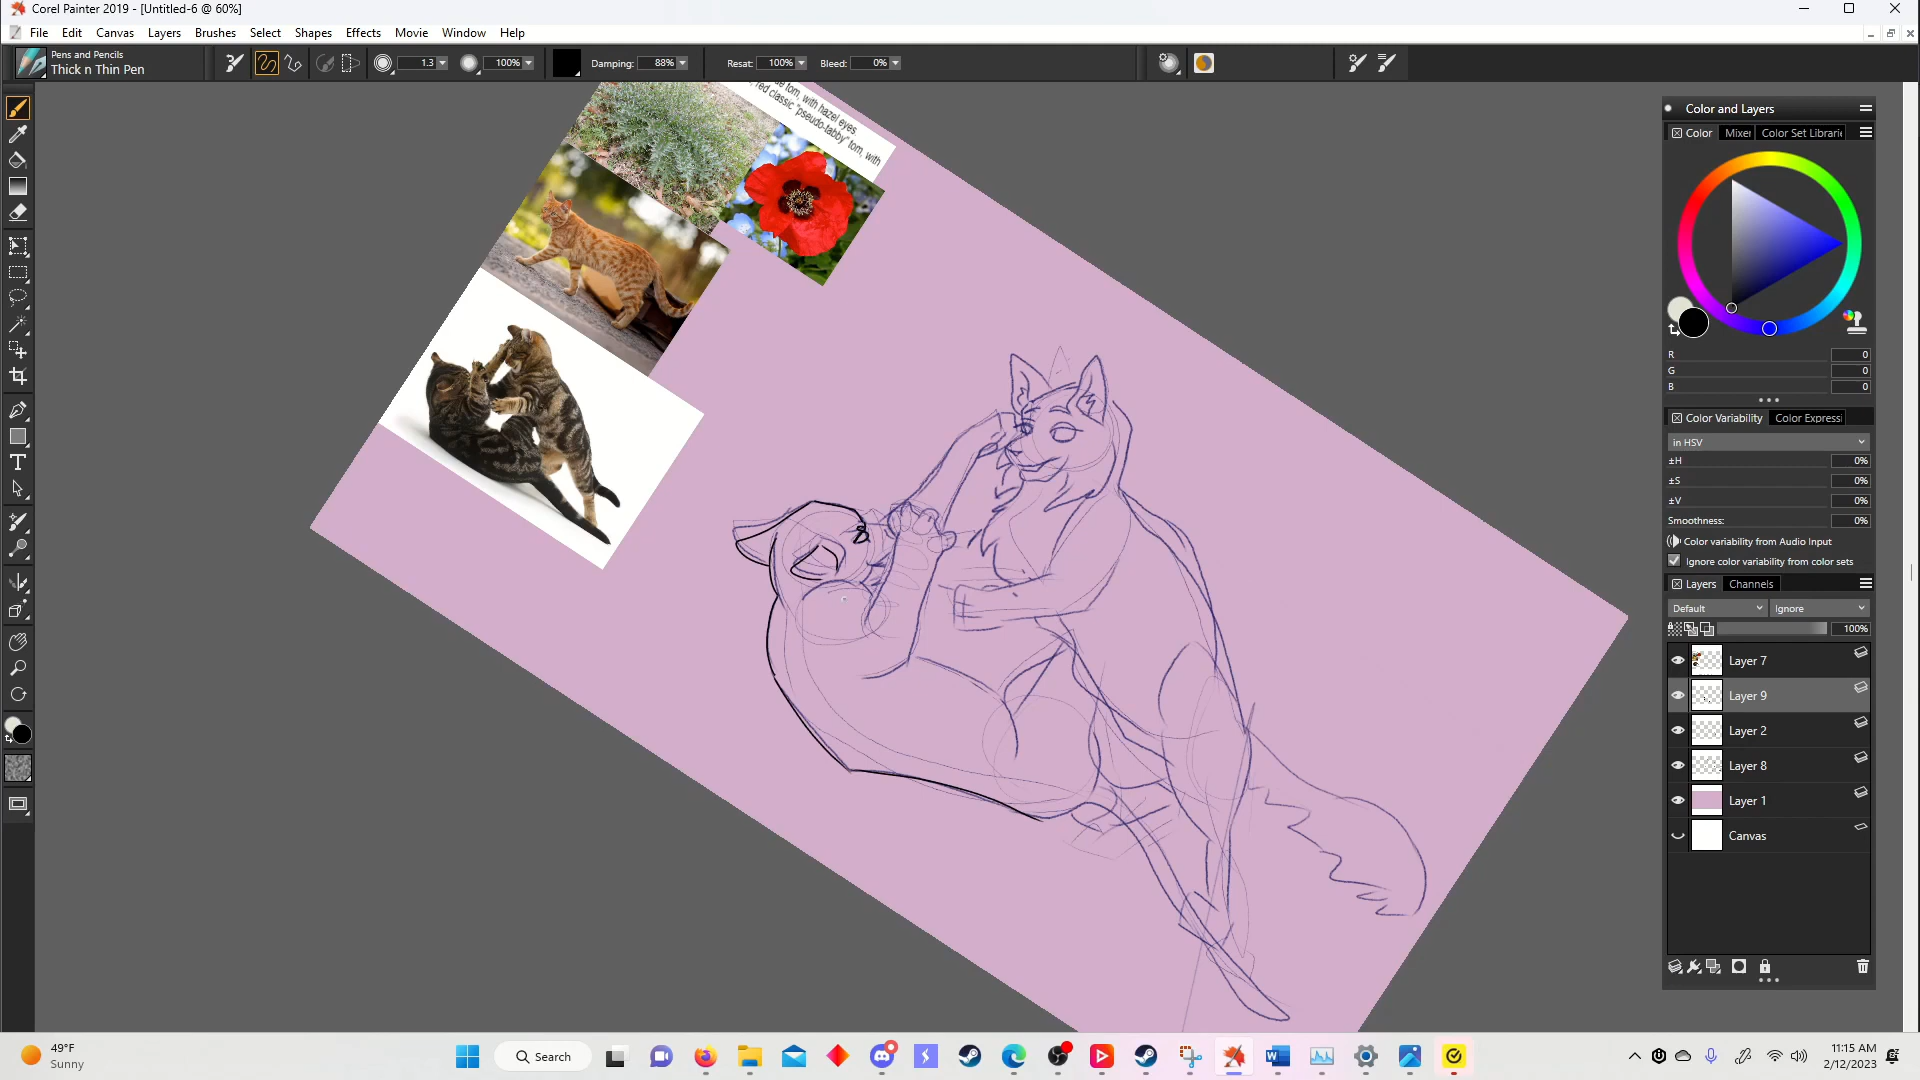 Corel Painter 2019 - [Untitled-6 @ 60%]
File Edit Canvas Layers Brushes Select Shapes Effects Movie Window Help
Pens and Pencils
Thick n Thin Pen
1.3
100%
Damping: 88%
Resat: 100% Bleed: 0%
tom, with hazel eyes.
red classic "pseudo-tabby" tom, with
Color and Layers
Color Mixer Color Set Librari
R 0
G 0
B 0
Color Variability Color Expressi
in HSV
±H 0%
±S 0%
±V 0%
Smoothness: 0%
Color variability from Audio Input
Ignore color variability from color sets
Layers Channels
Default Ignore
100%
Layer 7
Layer 9
Layer 2
Layer 8
Layer 1
Canvas
49°F
Sunny
Search
11:15 AM
2/12/2023